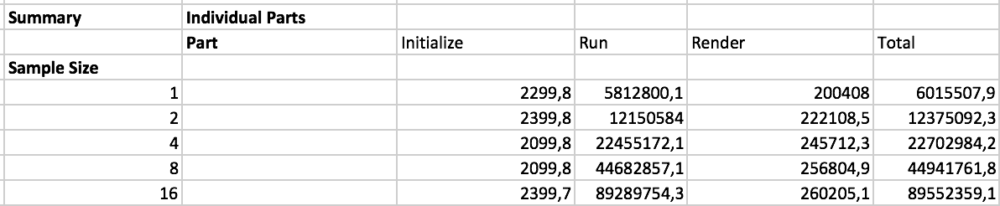 Summary Individual Parts
Part Initialize Run Render Total
Sample Size
1 2299,8 5812800,1 200408 6015507,9
2 2399,8 12150584 222108,5 12375092,3
4 2099,8 22455172,1 245712,3 22702984,2
8 2099,8 44682857,1 256804,9 44941761,8
16 2399,7 89289754,3 260205,1 89552359,1